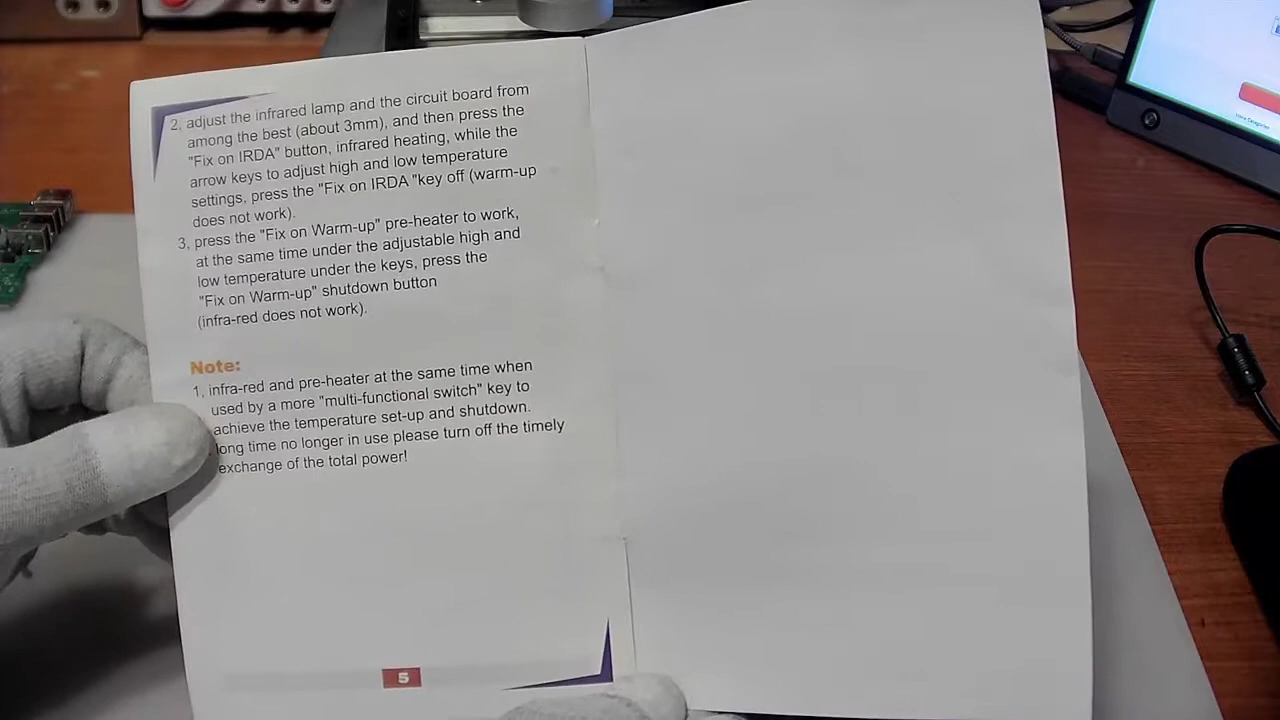 2, adjust the infrared lamp and the circuit board from
among the best (about 3mm), and then press the
"Fix on IRDA" button, infrared heating, while the
arrow keys to adjust high and low temperature
settings, press the "Fix on IRDA "key off (warm-up
does not work).
3, press the "Fix on Warm-up" pre-heater to work,
at the same time under the adjustable high and
low temperature under the keys, press the
"Fix on Warm-up" shutdown button
(infra-red does not work).
Note:
1, infra-red and pre-heater at the same time when
used by a more "multi-functional switch" key to
achieve the temperature set-up and shutdown.
long time no longer in use please turn off the timely
exchange of the total power!
5